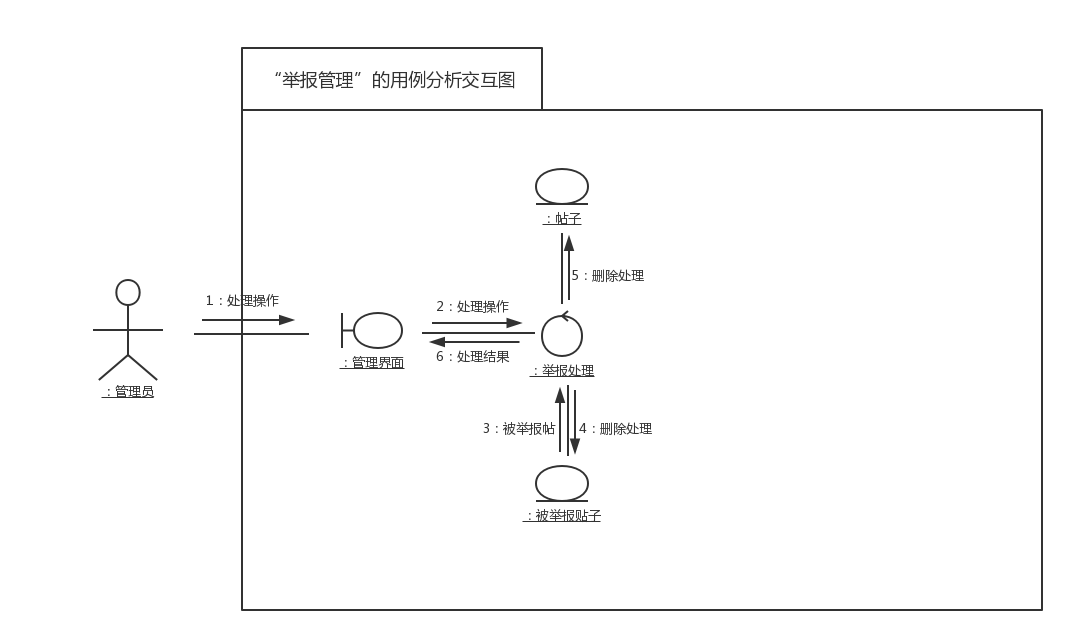 “举报管理”的用例分析交互图
：帖子
5：删除处理
1：处理操作
2：处理操作
6：处理结果
：管理界面
：举报处理
：管理员
3：被举报帖
4：删除处理
：被举报贴子